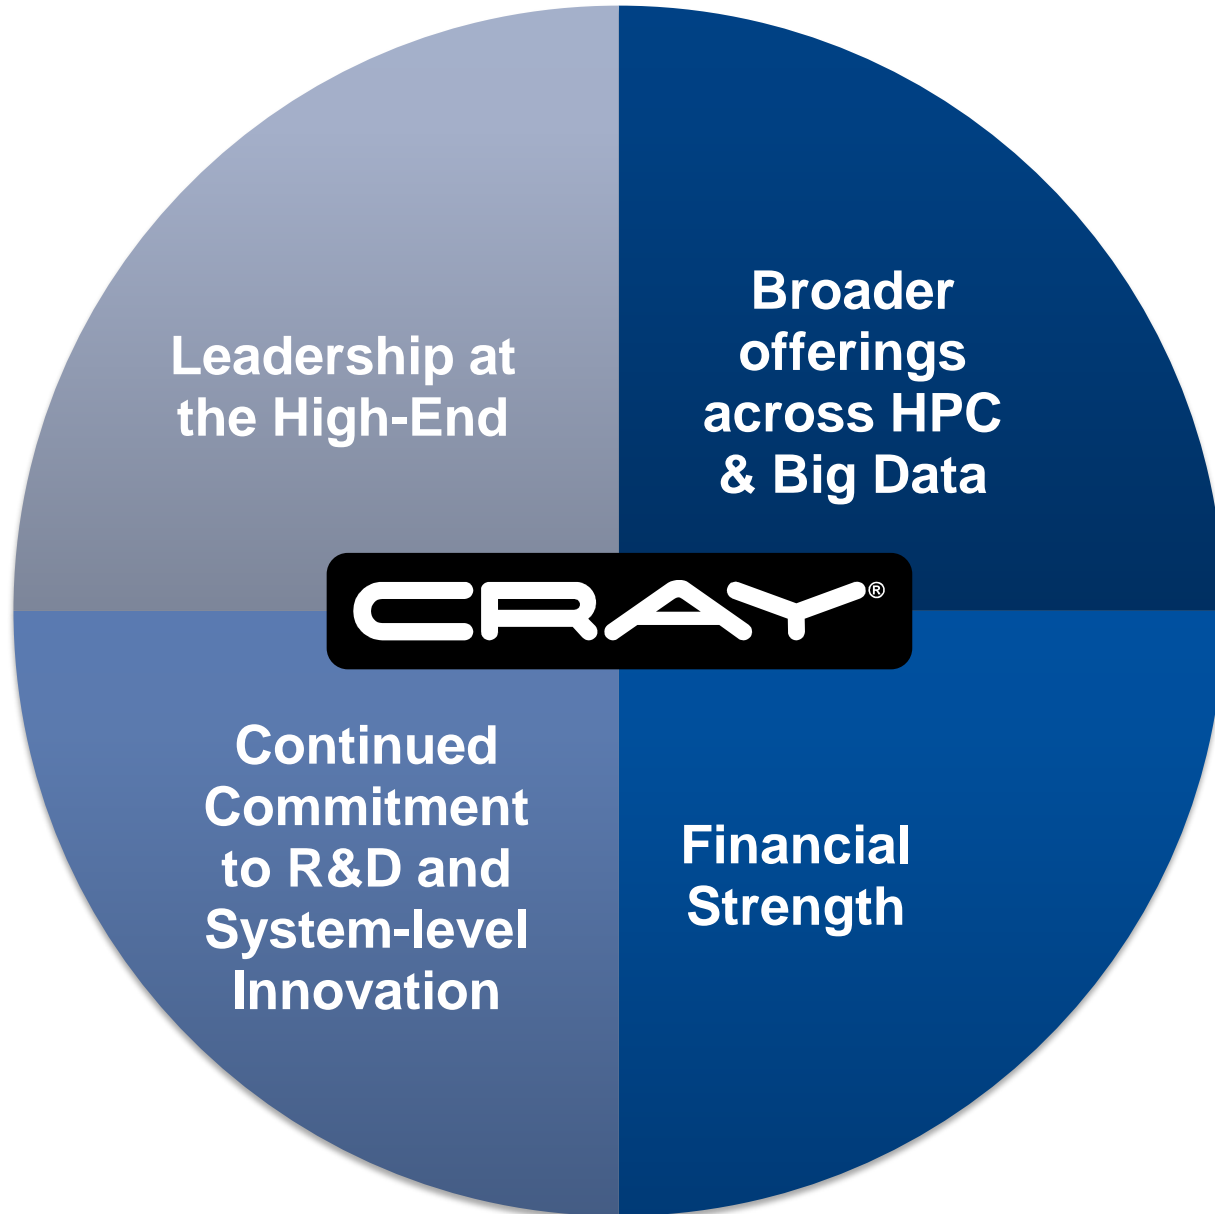 Leadership at
the High-End
Broader
offerings
across HPC
& Big Data
CRAY®
Continued
Commitment
to R&D and
System-level
Innovation
Financial
Strength